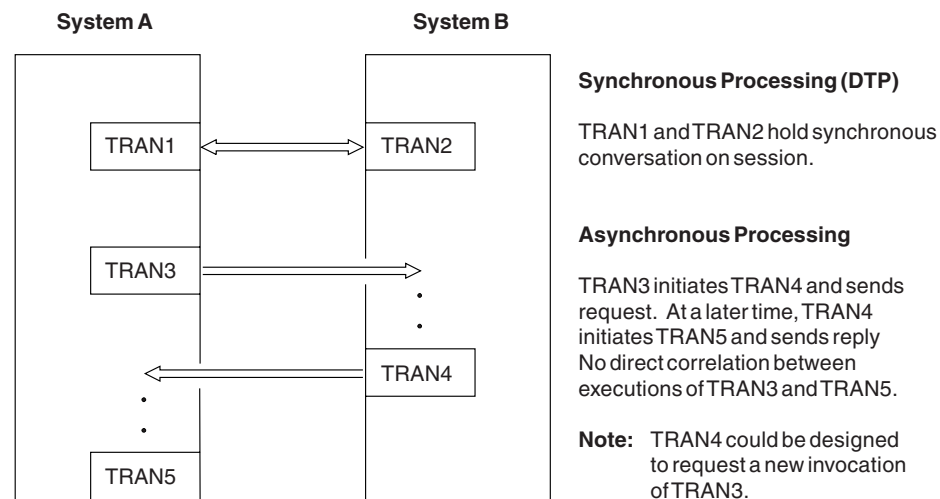 System A
System B
TRAN1
TRAN2
TRAN3
TRAN4
TRAN5
Synchronous Processing (DTP)
TRAN1 and TRAN2 hold synchronous
conversation on session.
Asynchronous Processing
TRAN3 initiates TRAN4 and sends
request. At a later time, TRAN4
initiates TRAN5 and sends reply
No direct correlation between
executions of TRAN3 and TRAN5.
Note: TRAN4 could be designed
to request a new invocation
of TRAN3.